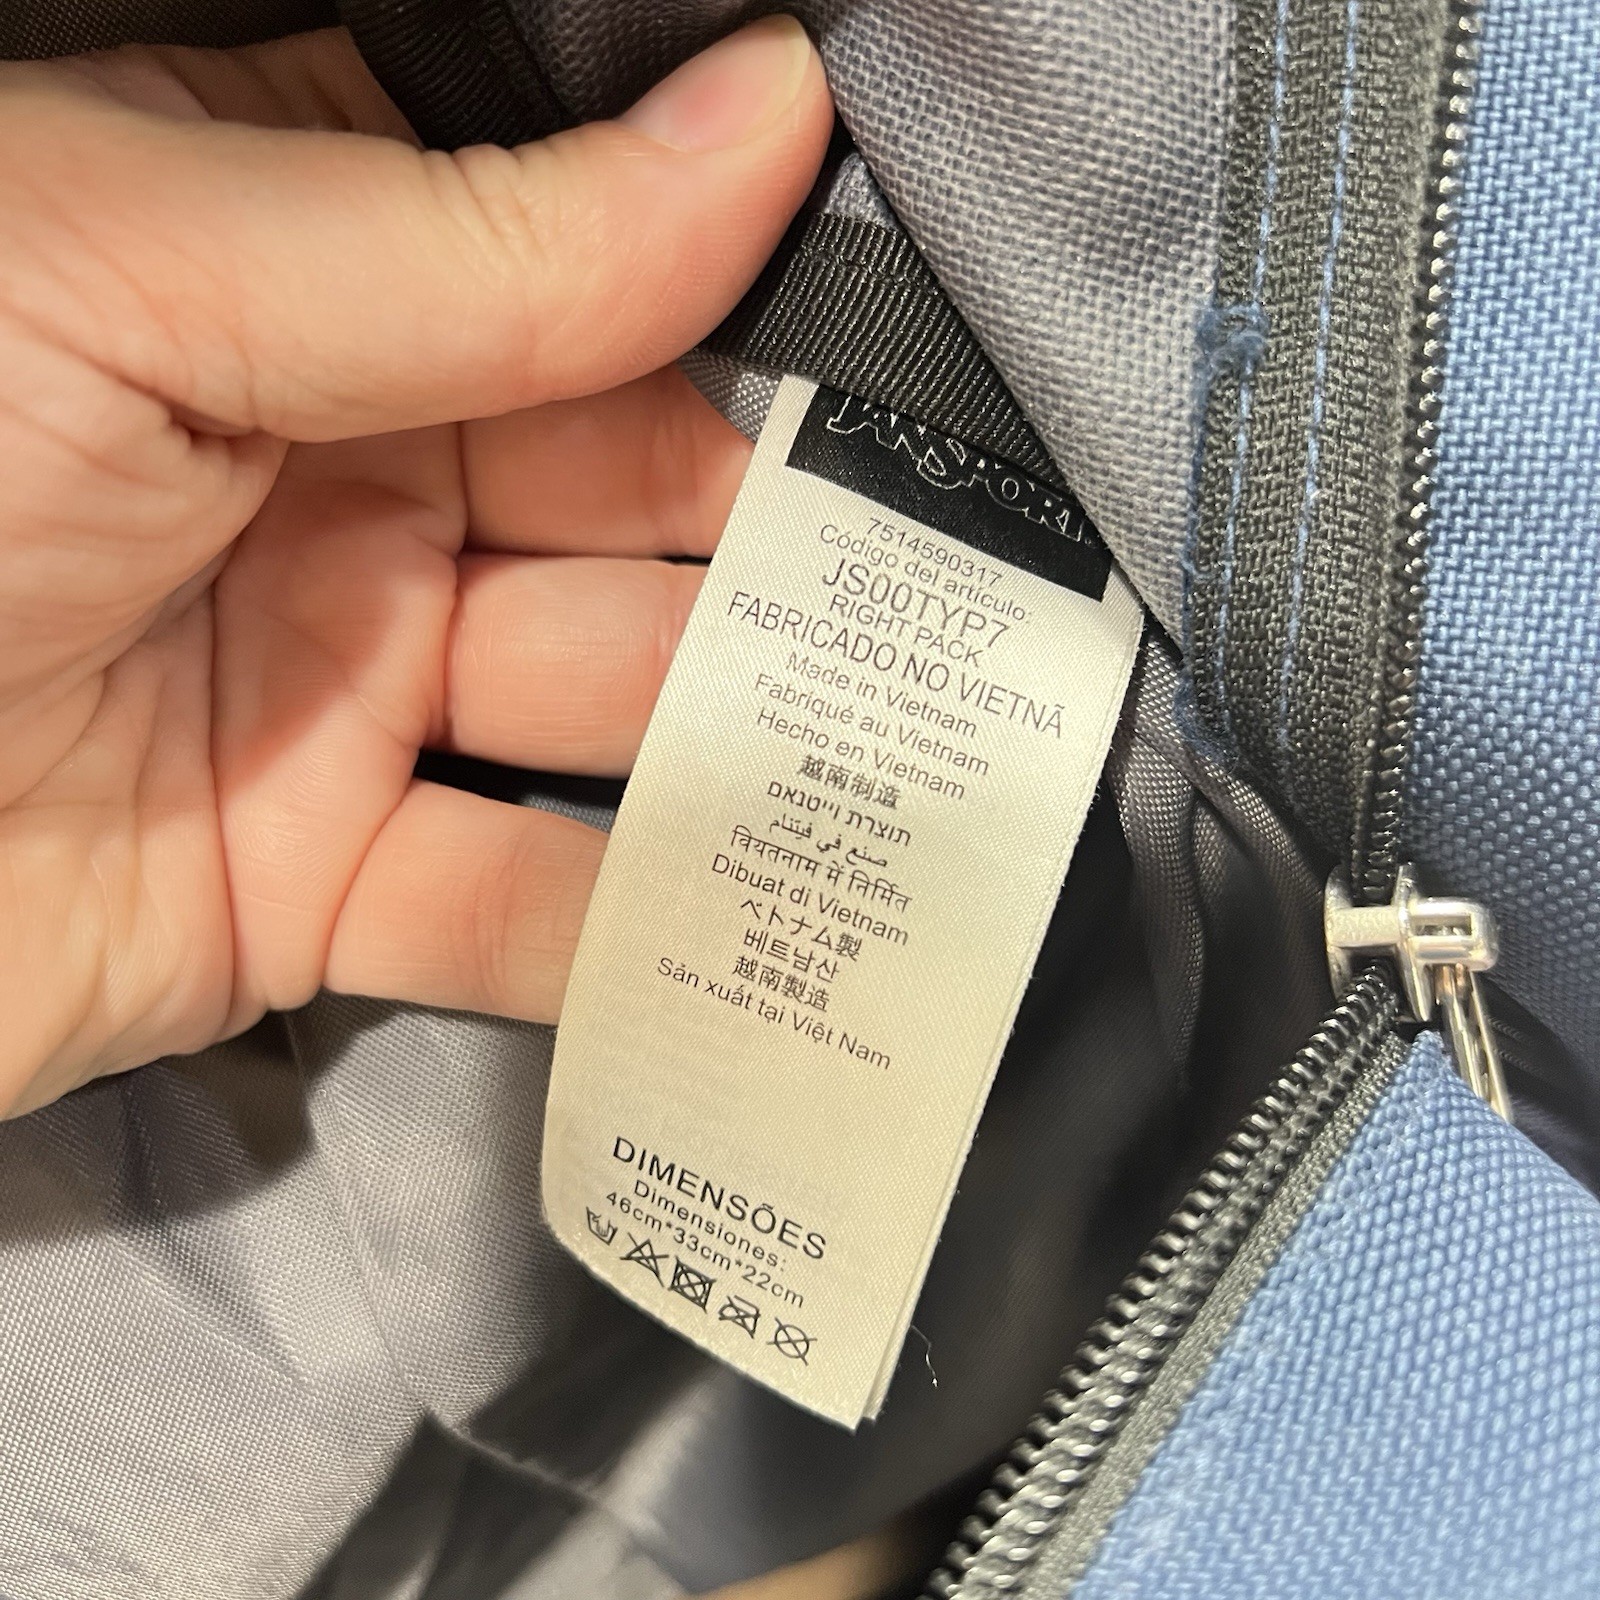 JANSPORT
7514590317
Código del artículo:
JS00TYP7
RIGHT PACK
FABRICADO NO VIETNÃ
Made in Vietnam
Fabriqué au Vietnam
Hecho en Vietnam
越南制造
תוצרת וייטנאם
صنع في فيتنام
वियतनाम में निर्मित
Dibuat di Vietnam
ベトナム製
베트남산
越南製造
Sản xuất tại Việt Nam
DIMENSÕES
Dimensiones:
46cm*33cm*22cm